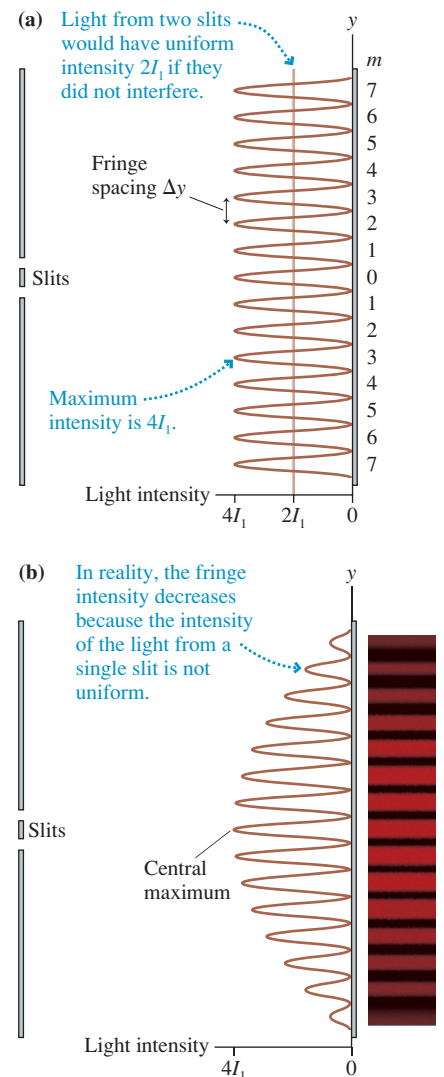 (a) Light from two slits
would have uniform
intensity 2I₁ if they
did not interfere.
y
m
7
6
5
4
Fringe
spacing Δy
3
2
1
Slits
0
1
2
3
Maximum
intensity is 4I₁.
4
5
6
7
Light intensity
4I₁ 2I₁ 0
(b) In reality, the fringe
intensity decreases
because the intensity
of the light from a
single slit is not
uniform.
y
Slits
Central
maximum
Light intensity
4I₁ 0